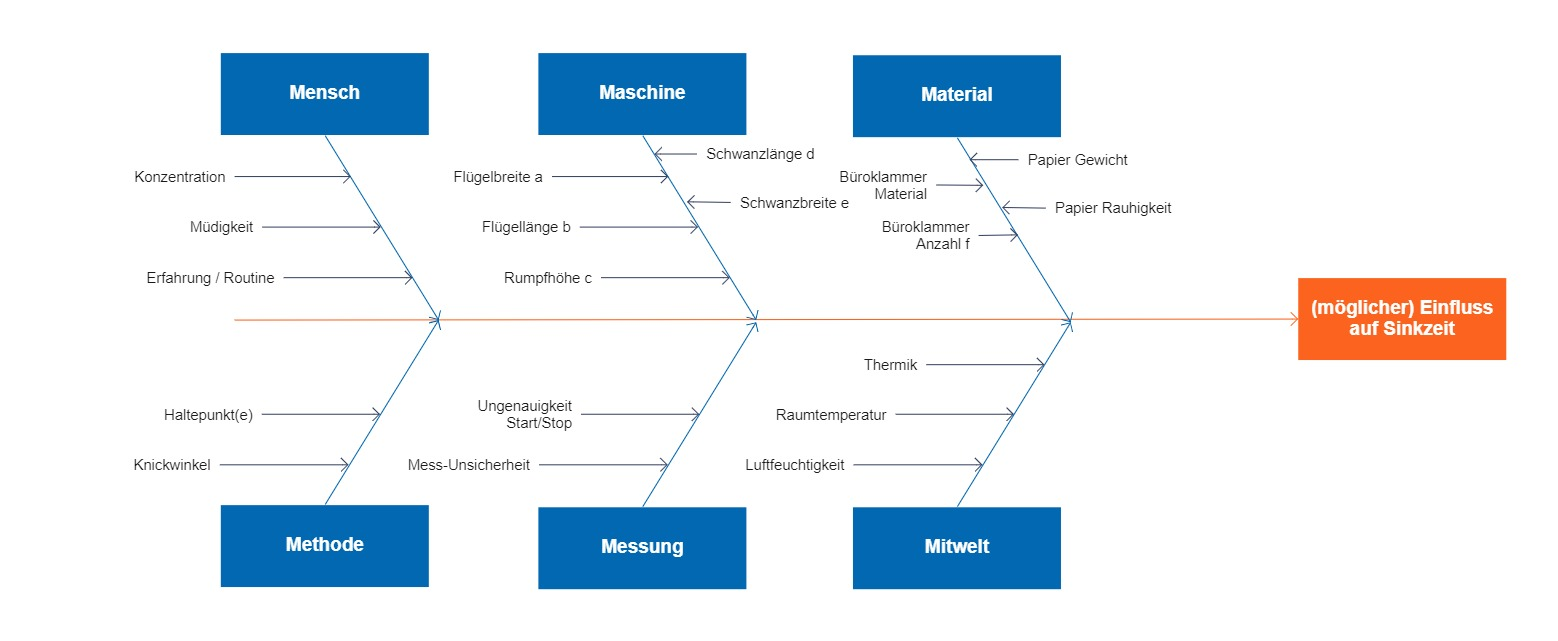 Mensch
Maschine
Material
Konzentration
Müdigkeit
Erfahrung / Routine
Schwanzlänge d
Flügelbreite a
Schwanzbreite e
Flügellänge b
Rumpfhöhe c
Papier Gewicht
Büroklammer
Material
Papier Rauhigkeit
Büroklammer
Anzahl f
(möglicher) Einfluss
auf Sinkzeit
Haltepunkt(e)
Knickwinkel
Ungenauigkeit
Start/Stop
Mess-Unsicherheit
Thermik
Raumtemperatur
Luftfeuchtigkeit
Methode
Messung
Mitwelt